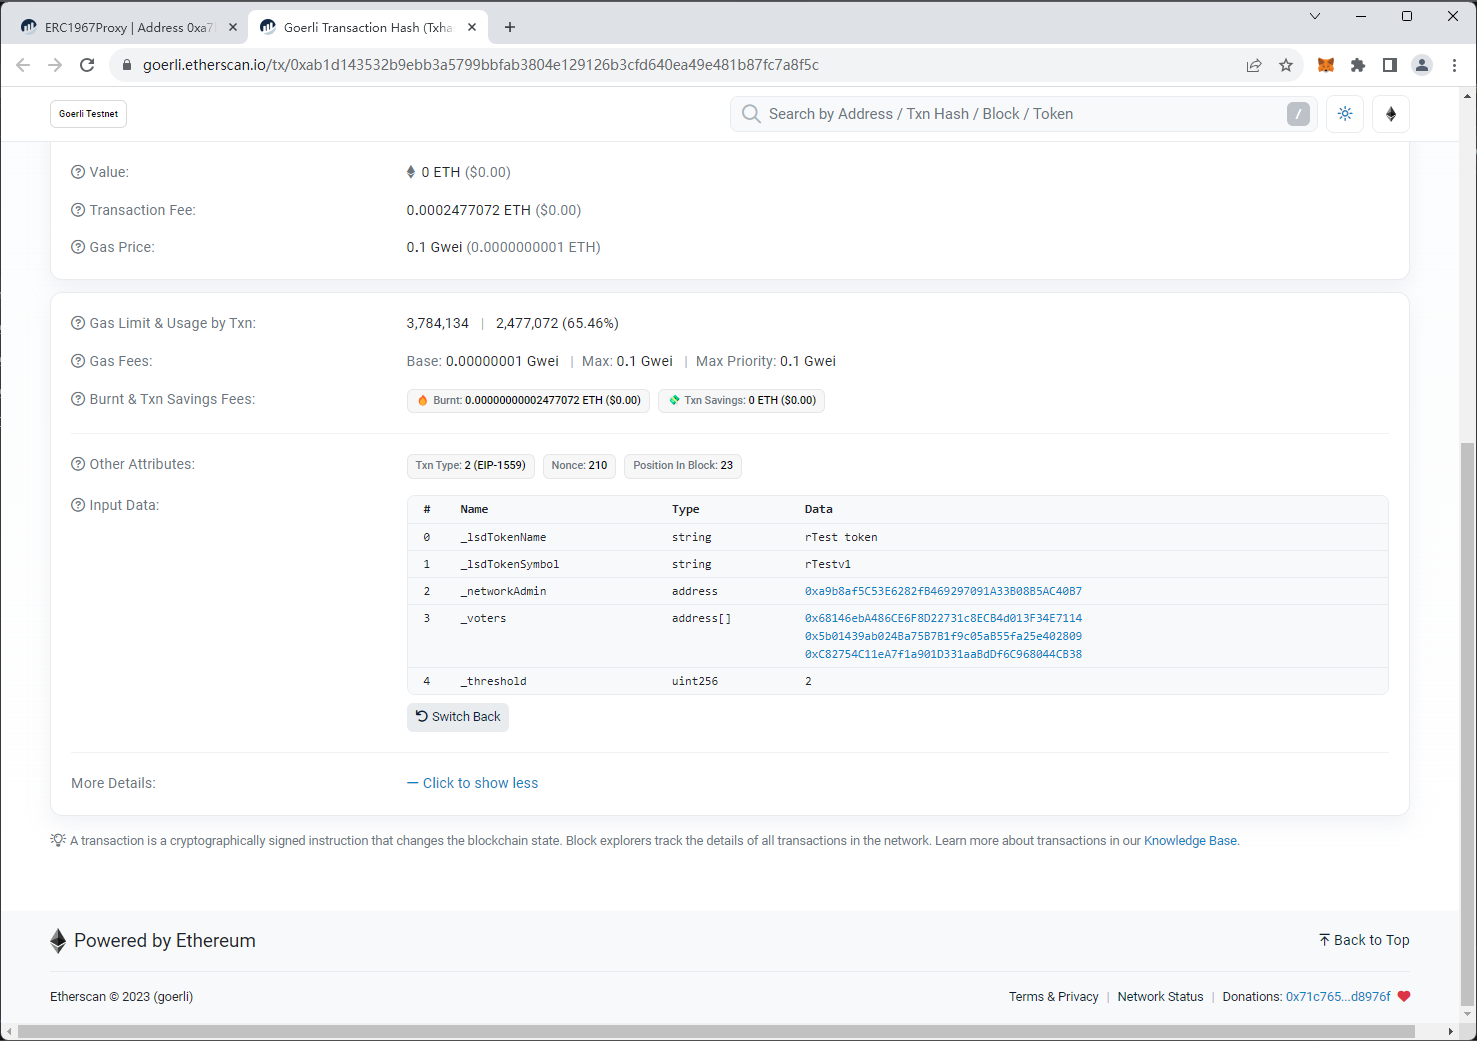 ERC1967Proxy | Address 0xa7
Goerli Transaction Hash (Txha
goerli.etherscan.io/tx/0xab1d143532b9ebb3a5799bbfab3804e129126b3cfd640ea49e481b87fc7a8f5c
Goerli Testnet
Search by Address / Txn Hash / Block / Token
/
Value:
0 ETH ($0.00)
Transaction Fee:
0.0002477072 ETH ($0.00)
Gas Price:
0.1 Gwei (0.0000000001 ETH)
Gas Limit & Usage by Txn:
3,784,134 | 2,477,072 (65.46%)
Gas Fees:
Base: 0.00000001 Gwei | Max: 0.1 Gwei | Max Priority: 0.1 Gwei
Burnt & Txn Savings Fees:
Burnt: 0.00000000002477072 ETH ($0.00)
Txn Savings: 0 ETH ($0.00)
Other Attributes:
Txn Type: 2 (EIP-1559)
Nonce: 210
Position In Block: 23
Input Data:
# Name Type Data
0 _lsdTokenName string rTest token
1 _lsdTokenSymbol string rTestv1
2 _networkAdmin address 0xa9b8af5C53E6282fB469297091A33B08B5AC40B7
3 _voters address[] 0x68146ebA486CE6F8D22731c8ECB4d013F34E7114
0x5b01439ab024Ba75B7B1f9c05aB55fa25e402809
0xC82754C11eA7f1a901D331aaBdDf6C968044CB38
4 _threshold uint256 2
Switch Back
More Details:
Click to show less
A transaction is a cryptographically signed instruction that changes the blockchain state. Block explorers track the details of all transactions in the network. Learn more about transactions in our Knowledge Base.
Powered by Ethereum
Back to Top
Etherscan © 2023 (goerli)
Terms & Privacy | Network Status | Donations: 0x71c765...d8976f